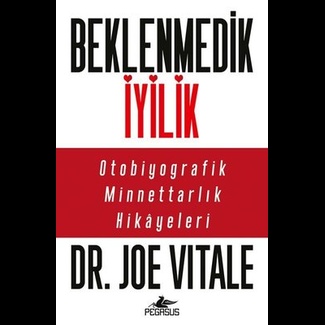 BEKLENMEDİK
İYİLİK
Otobiyografik
Minnettarlık
Hikâyeleri
DR. JOE VITALE
PEGASUS